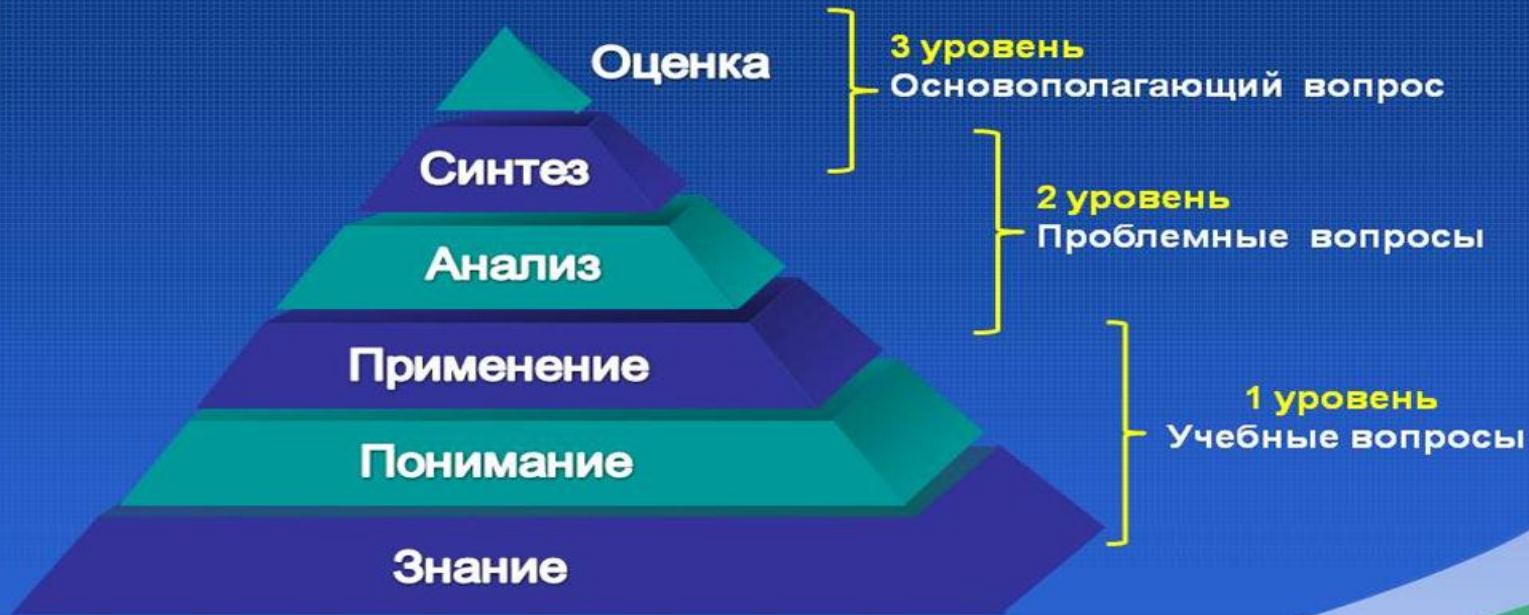 Оценка
3 уровень
Основополагающий вопрос
Синтез
2 уровень
Проблемные вопросы
Анализ
Применение
1 уровень
Учебные вопросы
Понимание
Знание